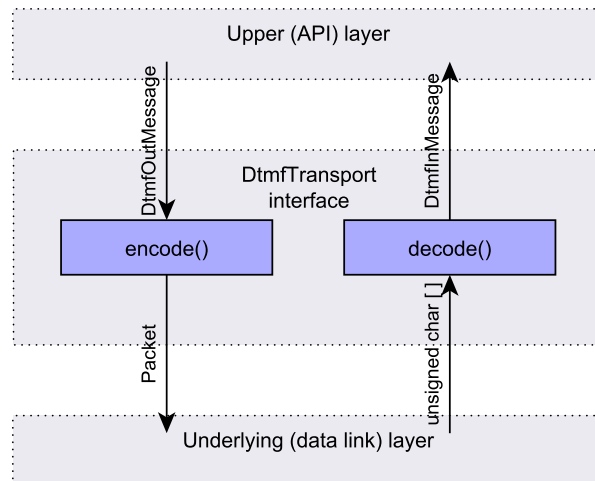 Upper (API) layer
DtmfOutMessage
DtmfInMessage
DtmfTransport
interface
encode()
decode()
Packet
unsigned char [ ]
Underlying (data link) layer